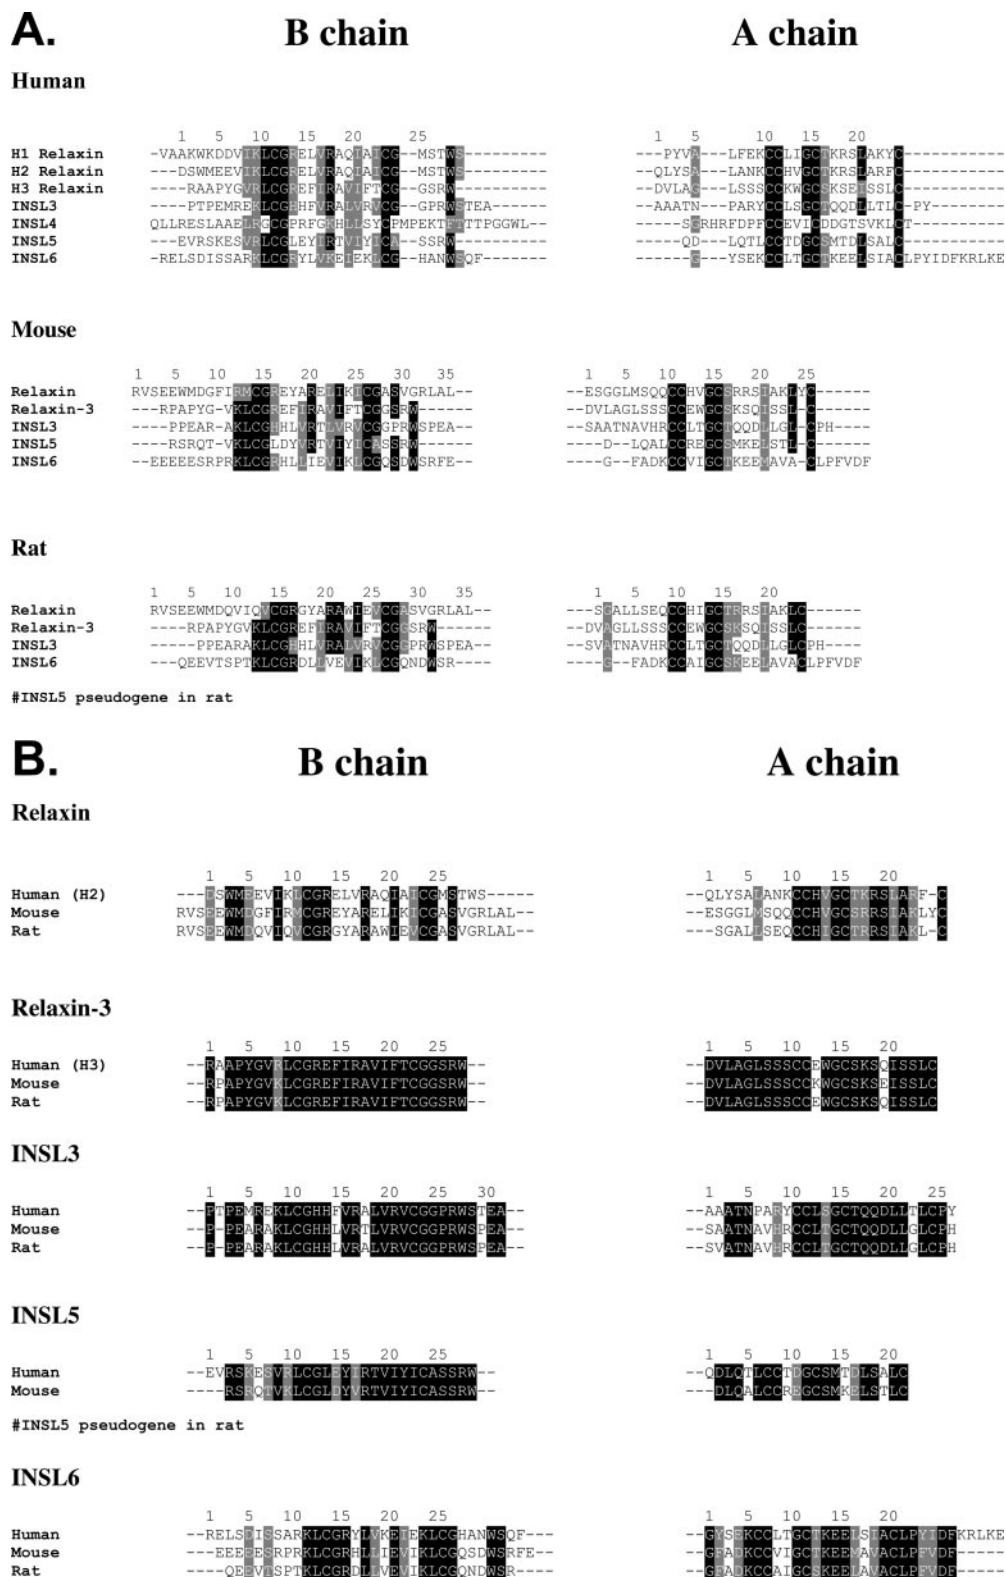 A. B chain A chain
Human
1 5 10 15 20 25 1 5 10 15 20
H1 Relaxin -VAAKWKDDVIKLCGRELVRAQIAICG--MSTWS--------- ---PYVA---LFEKCCLIGCTKRSLAKYC-----------
H2 Relaxin ----DSWMEEVIKLCGRELVRAQIAICG--MSTWS--------- --QLYSA---LANKCCHVGCTKRSLARFC-----------
H3 Relaxin ----RAAPYGVRLCGREFIRAVIFTCG--GSRW---------- --DVLAG---LSSSCCKWGCSKSEISSLC-----------
INSL3 ----PTPEMREKLCGHHFVRALVRVCG--GPRWSTEA------ --AAATN---PARYCCLSGCTQQDLLTLC-PY--------
INSL4 QLLRESLAAELRGCGPRFGKHLLSYCPMPEKTFTTTPGGWL-- ----SGRHRFDPFCCEVICDDGTSVKLCT----------
INSL5 ---EVRSKESVRLCGLEYIRTVIYICA--SSRW---------- ----QD---LQTLCCTDGCSMTDLSALC-----------
INSL6 -RELSDISSARKLCGRYLVKEIEKLCG--HANWSQF------- -----G---YSEKCCLTGCTKEELSIACLPYIDFKRLKE
Mouse
1 5 10 15 20 25 30 35 1 5 10 15 20 25
Relaxin RVSEEWMDGFIRMCGREYARELIKICGASVGRLAL-- --ESGGLMSQQCCHVGCSRRSIAKLYC------
Relaxin-3 ---RPAPYG-VKLCGREFIRAVIFTCGGSRW------ --DVLAGLSSSCCEWGCSKSQISSL-C------
INSL3 ----PPEAR-AKLCGHHLVRTLVRVCGGPRWSPEA-- --SAATNAVHRCCLTGCTQQDLLGL-CPH----
INSL5 ----RSRQT-VKLCGLDYVRTVIYICASSRW------ ----D--LQALCCREGCSMKELSTL-C------
INSL6 -EEEEESRPRKLCGRHLLIEVIKLCGQSDWSRFE-- ----G--FADKCCVIGCTKEEMAVA-CLPFVDF
Rat
1 5 10 15 20 25 30 35 1 5 10 15 20
Relaxin RVSEEWMDQVIQVCGRGYARAWIEVCGASVGRLAL-- --SGALLSEQCCHIGCTRRSIAKLC-------
Relaxin-3 -----RPAPYGVKLCGREFIRAVIFTCGGSRW------- --DVAGLLSSSCCEWGCSKSQISSLC-------
INSL3 ------PPEARAKLCGHHLVRALVRVCGGPRWSPEA-- --SVATNAVHRCCLTGCTQQDLLGLCPH-----
INSL6 ---QEEVTSPTKLCGRDLLVEVIKLCGQNDWSR---- ---G---FADKCCAIGCSKEELAVACLPFVDF
#INSL5 pseudogene in rat
B. B chain A chain
Relaxin
1 5 10 15 20 25 1 5 10 15 20
Human (H2) ---DSWMEEVIKLCGRELVRAQIAICGMSTWS----- --QLYSALANKCCHVGCTKRSLARF-C
Mouse RVSEEWMDGFIRMCGREYARELIKICGASVGRLAL-- --ESGGLMSQQCCHVGCSRRSIAKLYC
Rat RVSEEWMDQVIQVCGRGYARAWIEVCGASVGRLAL-- ---SGALLSEQCCHIGCTRRSIAKL-C
Relaxin-3
1 5 10 15 20 25 1 5 10 15 20
Human (H3) --RAAPYGVRLCGREFIRAVIFTCGGSRW-- --DVLAGLSSSCCEWGCSKSQISSLC
Mouse --RPAPYGVKLCGREFIRAVIFTCGGSRW-- --DVLAGLSSSCCKWGCSKSEISSLC
Rat --RPAPYGVKLCGREFIRAVIFTCGGSRW-- --DVLAGLSSSCCEWGCSKSQISSLC
INSL3
1 5 10 15 20 25 30 1 5 10 15 20 25
Human --PTPEMREKLCGHHFVRALVRVCGGPRWSTEA-- --AAATNPARYCCLSGCTQQDLLTLCPY
Mouse --P-PEARAKLCGHHLVRTLVRVCGGPRWSPEA-- --SAATNAVHRCCLTGCTQQDLLGLCPH
Rat --P-PEARAKLCGHHLVRALVRVCGGPRWSPEA-- --SVATNAVHRCCLTGCTQQDLLGLCPH
INSL5
1 5 10 15 20 25 1 5 10 15 20
Human --EVRSKESVRLCGLEYIRTVIYICASSRW-- --QDLQTLCCTDGCSMTDLSALC
Mouse ----RSRQTVKLCGLDYVRTVIYICASSRW-- ---DLQALCCREGCSMKELSTLC
#INSL5 pseudogene in rat
INSL6
1 5 10 15 20 25 1 5 10 15 20
Human --RELSDISSARKLCGRYLVKEIEKLCGHANWSQF---- --GYSEKCCLTGCTKEELSIACLPYIDFKRLKE
Mouse ---EEEEESRPRKLCGRHLLIEVIKLCGQSDWSRFE--- --GFADKCCVIGCTKEEMAVACLPFVDF-----
Rat ----QEEVTSPTKLCGRDLLVEVIKLCGQNDWSR----- --GFADKCCAIGCSKEELAVACLPFVDF-----